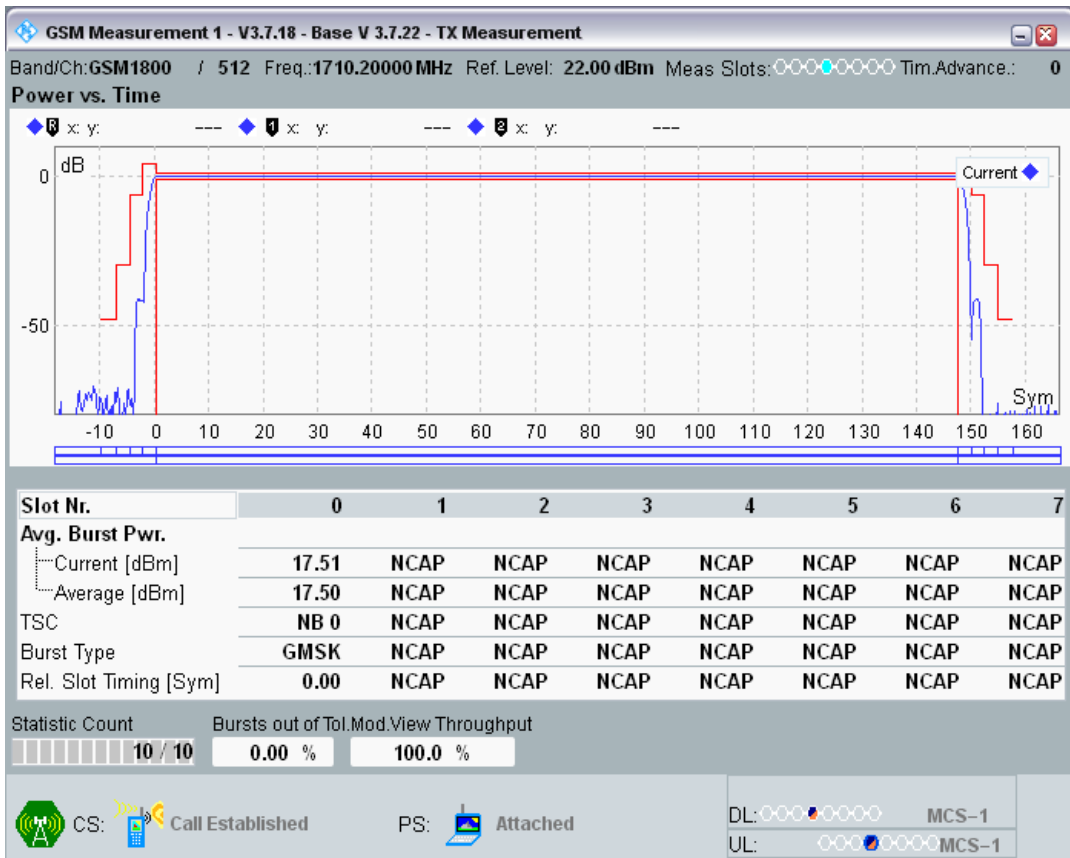 GSM Measurement 1 - V3.7.18 - Base V 3.7.22 - TX Measurement
Band/Ch:GSM1800 / 512 Freq.:1710.20000 MHz Ref. Level: 22.00 dBm Meas Slots: Tim.Advance.: 0
Power vs. Time
R x: y: --- 1 x: y: --- 2 x: y: ---
dB
Current
0
-50
Sym
-10 0 10 20 30 40 50 60 70 80 90 100 110 120 130 140 150 160
Slot Nr. 0 1 2 3 4 5 6 7
Avg. Burst Pwr.
Current [dBm] 17.51 NCAP NCAP NCAP NCAP NCAP NCAP NCAP
Average [dBm] 17.50 NCAP NCAP NCAP NCAP NCAP NCAP NCAP
TSC NB 0 NCAP NCAP NCAP NCAP NCAP NCAP NCAP
Burst Type GMSK NCAP NCAP NCAP NCAP NCAP NCAP NCAP
Rel. Slot Timing [Sym] 0.00 NCAP NCAP NCAP NCAP NCAP NCAP NCAP
Statistic Count Bursts out of Tol.Mod.View Throughput
10 / 10 0.00 % 100.0 %
CS: Call Established PS: Attached
DL: MCS-1
UL: MCS-1